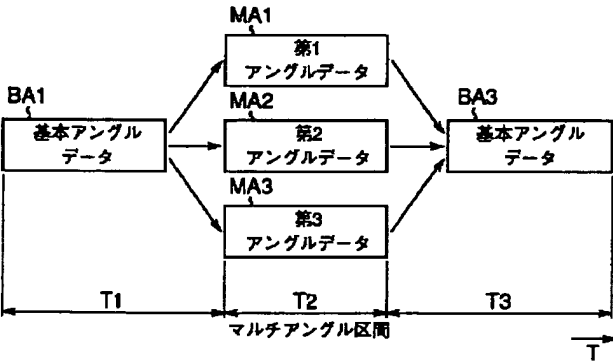 MA1
第1
アングルデータ
BA1
基本アングル
データ
MA2
第2
アングルデータ
BA3
基本アングル
データ
MA3
第3
アングルデータ
T1
T2
T3
マルチアングル区間
T